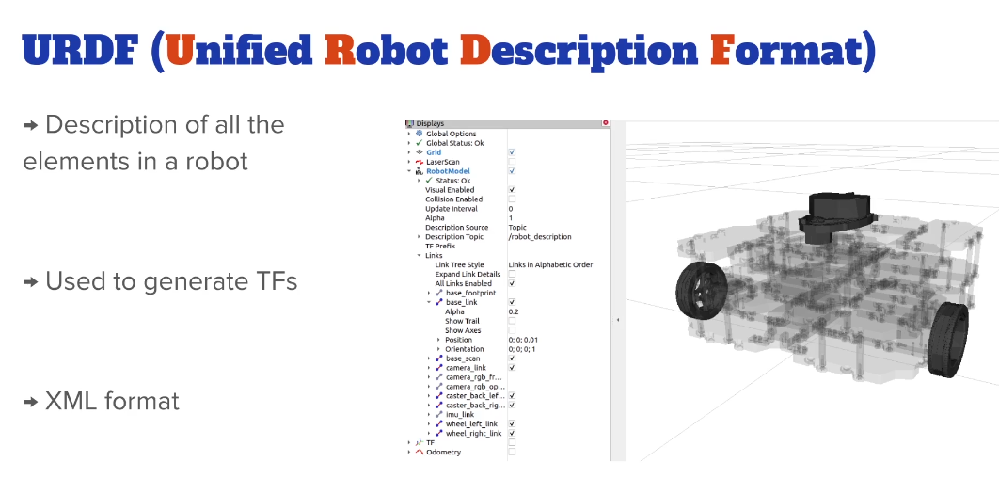 URDF (Unified Robot Description Format)
→ Description of all the
elements in a robot
→ Used to generate TFs
→ XML format
Displays
Global Options
Global Status: Ok
Grid
LaserScan
RobotModel
Status: Ok
Visual Enabled
Collision Enabled
Update Interval 0
Alpha 1
Description Source Topic
Description Topic /robot_description
TF Prefix
Links
Link Tree Style Links in Alphabetic Order
Expand Link Details
All Links Enabled
base_footprint
base_link
Alpha 0.2
Show Trail
Show Axes
Position 0; 0; 0.01
Orientation 0; 0; 0; 1
base_scan
camera_link
camera_rgb_fr...
camera_rgb_op...
caster_back_lef...
caster_back_rig...
imu_link
wheel_left_link
wheel_right_link
TF
Odometry